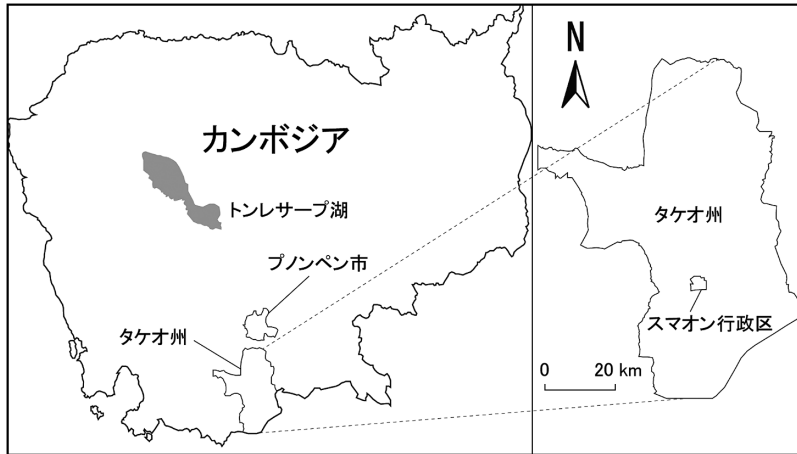 カンボジア
トンレサープ湖
プノンペン市
タケオ州
N
タケオ州
スマオン行政区
0 20 km